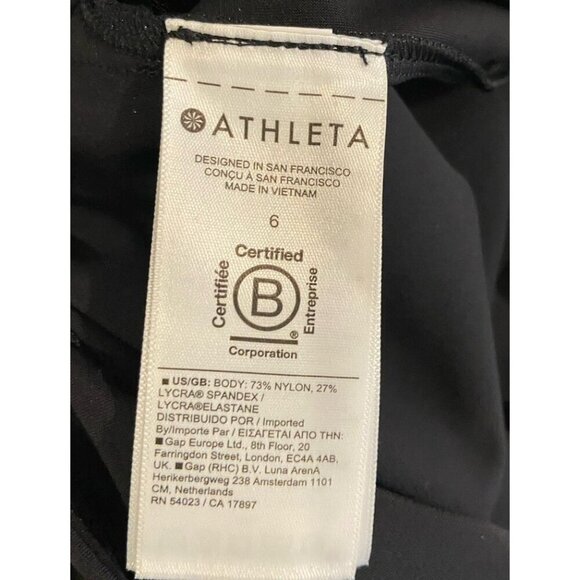 ATHLETA
DESIGNED IN SAN FRANCISCO
CONÇU À SAN FRANCISCO
MADE IN VIETNAM
6
Certified
Certifiée
B
Entreprise
®
Corporation
■ US/GB: BODY: 73% NYLON, 27%
LYCRA® SPANDEX /
LYCRA®ELASTANE
DISTRIBUIDO POR / Imported
By/Importe Par / ΕΙΣΑΓΕΤΑΙ ΑΠΟ ΤΗΝ:
■ Gap Europe Ltd., 8th Floor, 20
Farringdon Street, London, EC4A 4AB,
UK. ■ Gap (RHC) B.V. Luna ArenA
Herikerbergweg 238 Amsterdam 1101
CM, Netherlands
RN 54023 / CA 17897